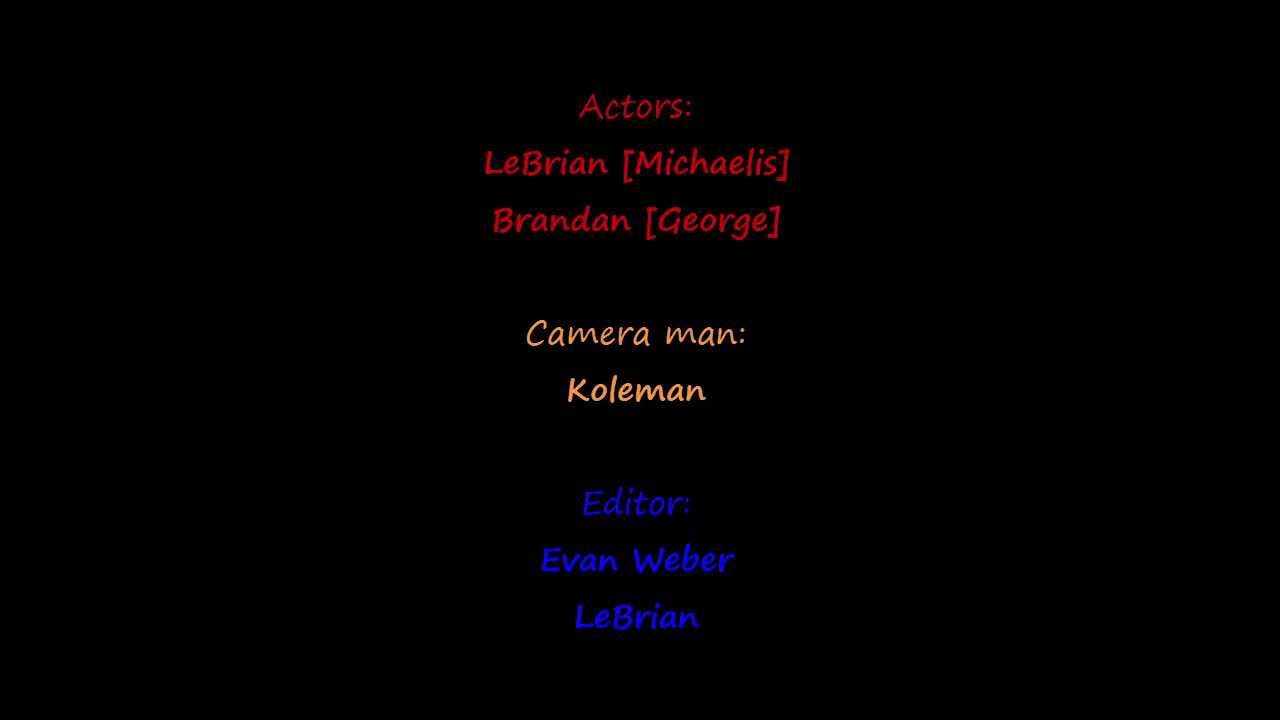 Actors:
LeBrian [Michaelis]
Brandan [George]
Camera man:
Koleman
Editor:
Evan Weber
LeBrian